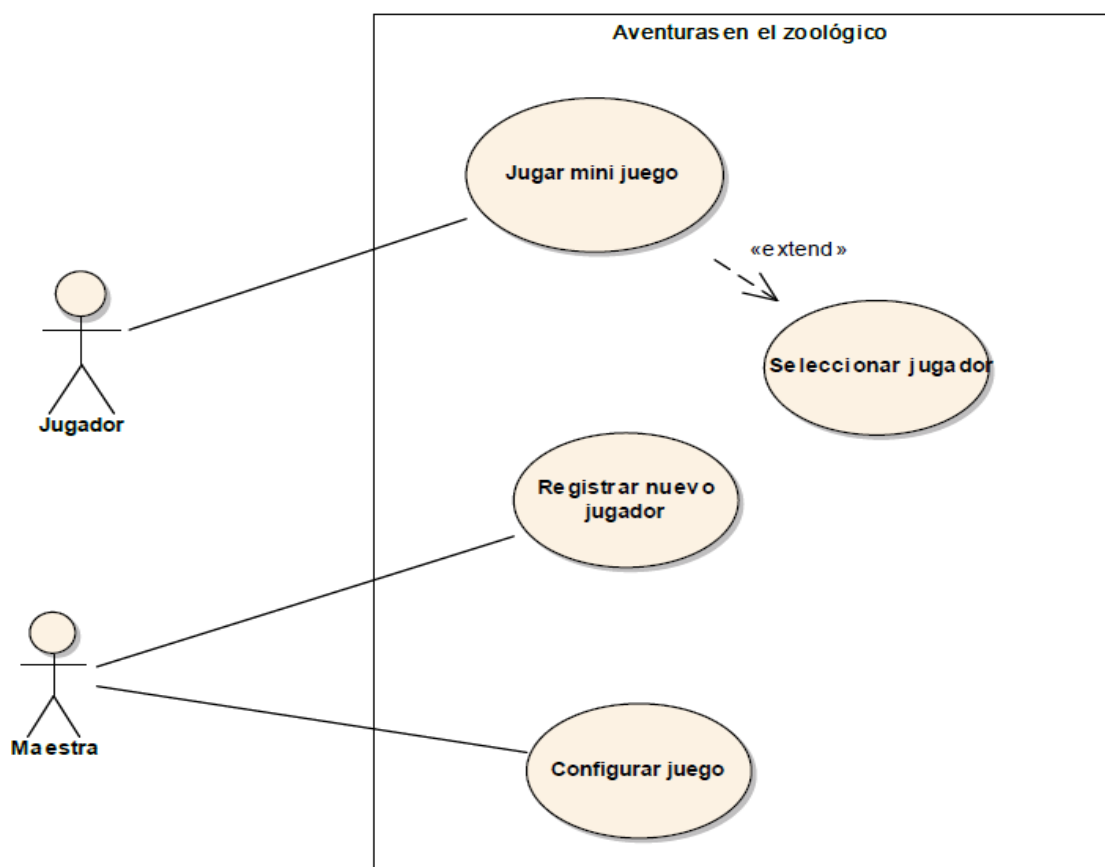 Aventuras en el zoológico
Jugar mini juego
«extend»
Seleccionar jugador
Jugador
Registrar nuevo
jugador
Maestra
Configurar juego